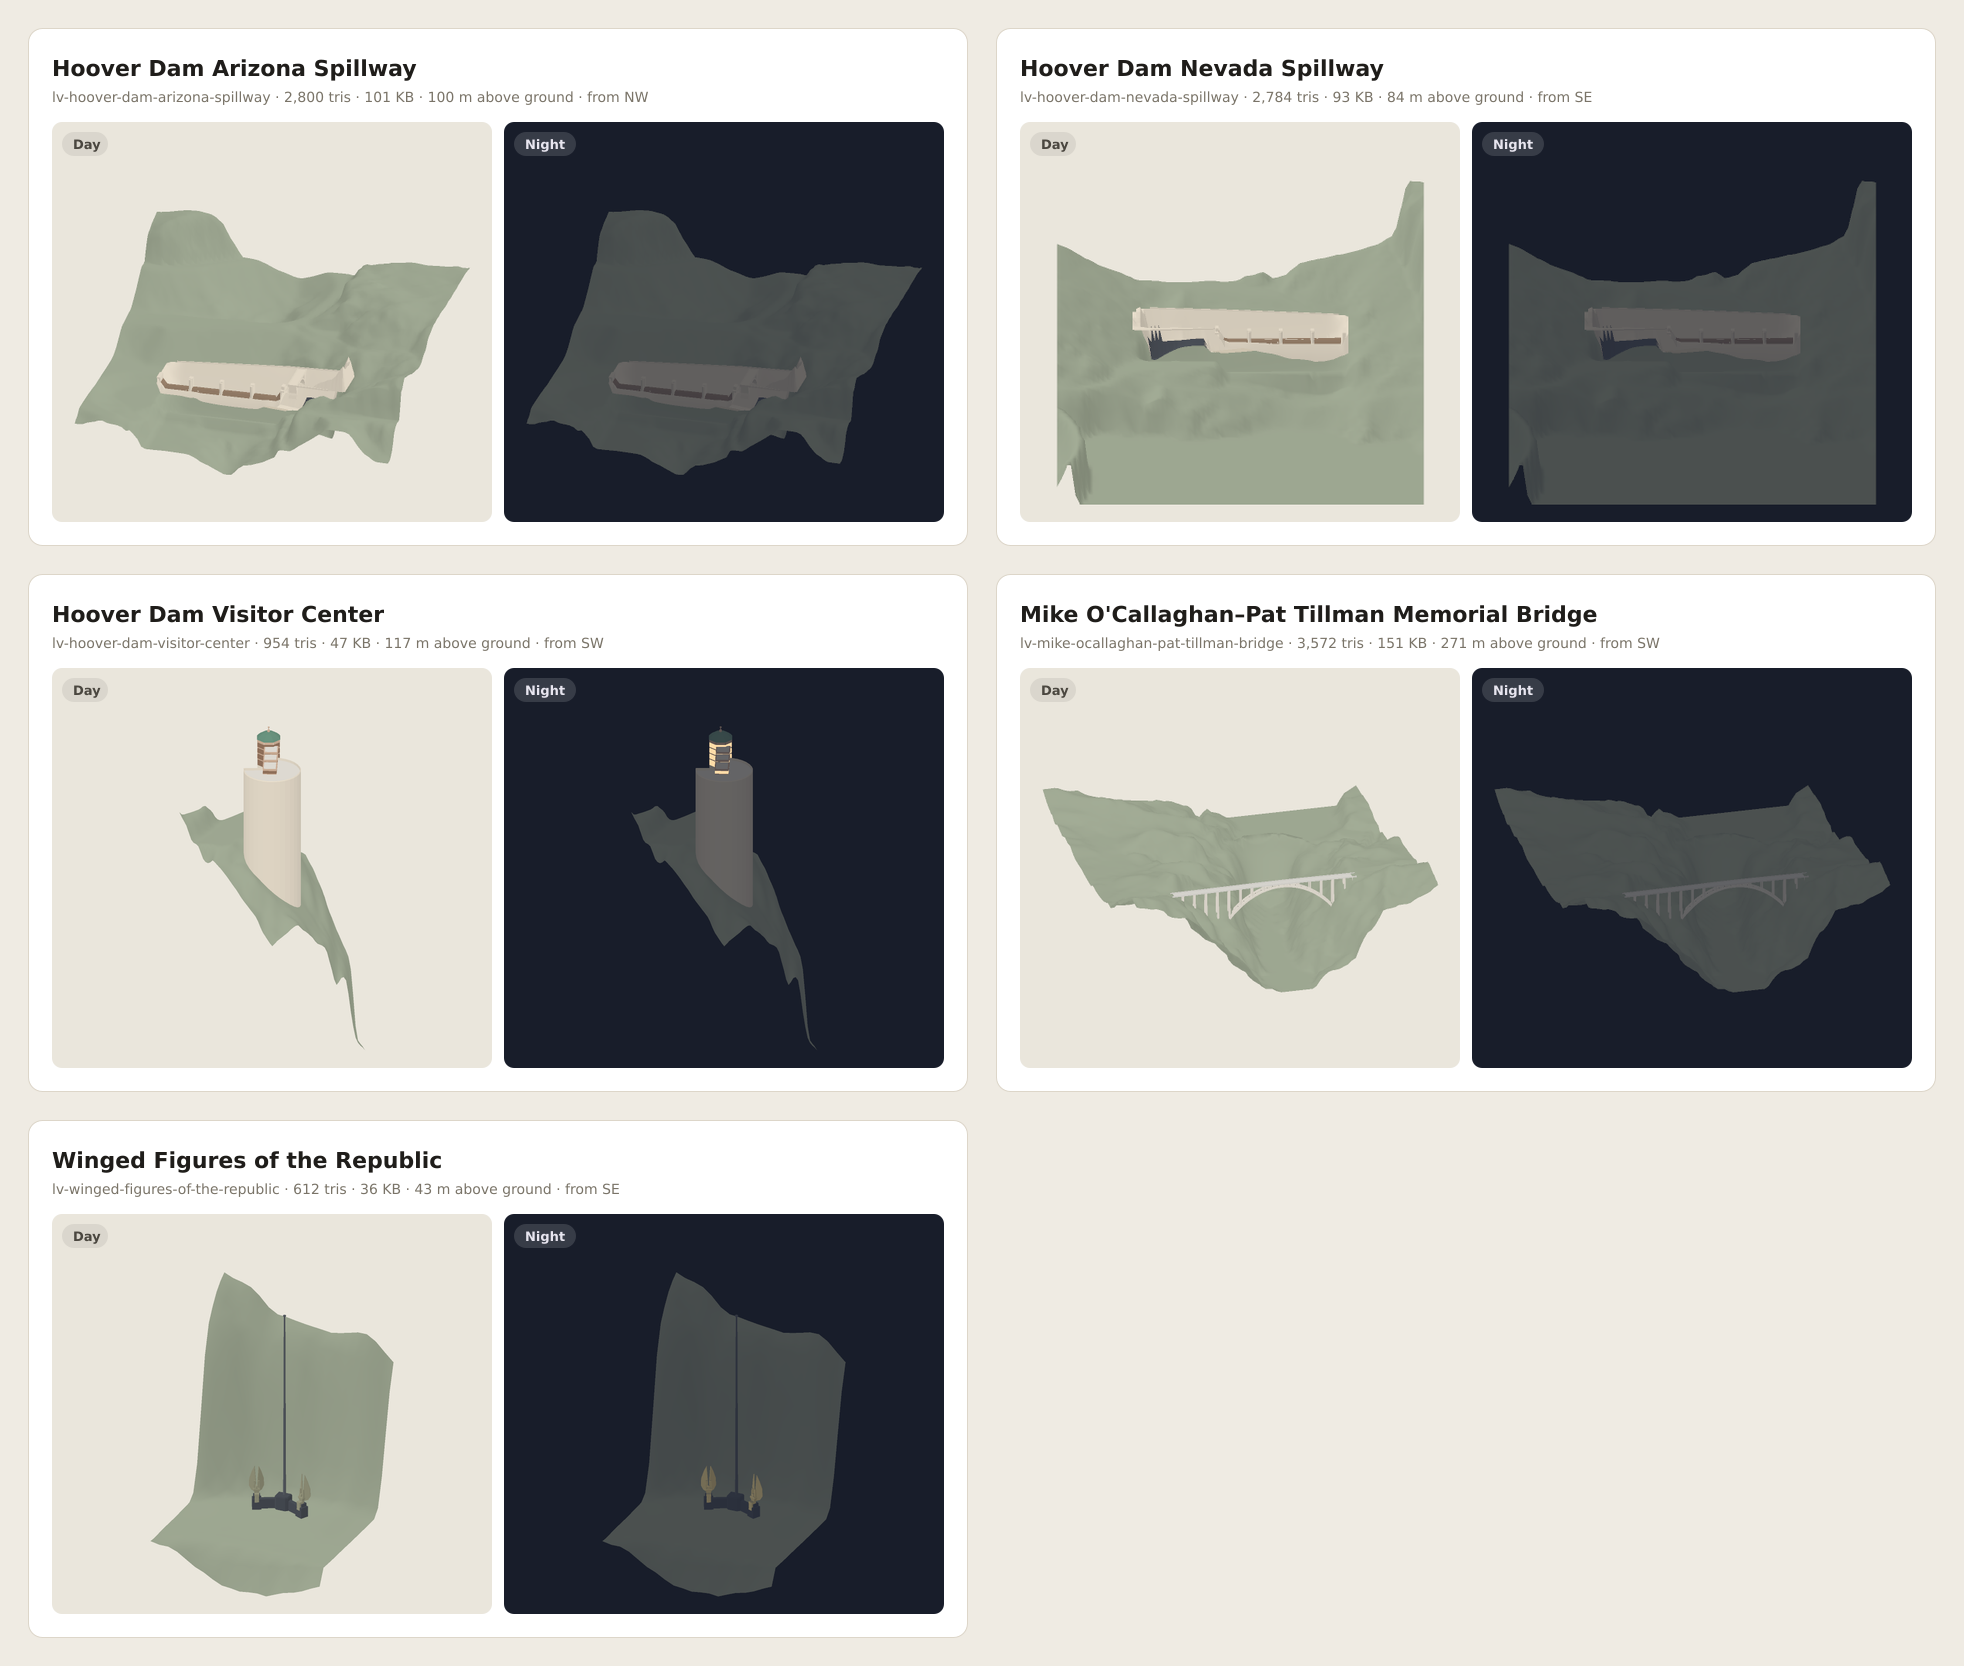 Hoover Dam Arizona Spillway
lv-hoover-dam-arizona-spillway · 2,800 tris · 101 KB · 100 m above ground · from NW
Day
Night
Hoover Dam Nevada Spillway
lv-hoover-dam-nevada-spillway · 2,784 tris · 93 KB · 84 m above ground · from SE
Day
Night
Hoover Dam Visitor Center
lv-hoover-dam-visitor-center · 954 tris · 47 KB · 117 m above ground · from SW
Day
Night
Mike O'Callaghan–Pat Tillman Memorial Bridge
lv-mike-ocallaghan-pat-tillman-bridge · 3,572 tris · 151 KB · 271 m above ground · from SW
Day
Night
Winged Figures of the Republic
lv-winged-figures-of-the-republic · 612 tris · 36 KB · 43 m above ground · from SE
Day
Night